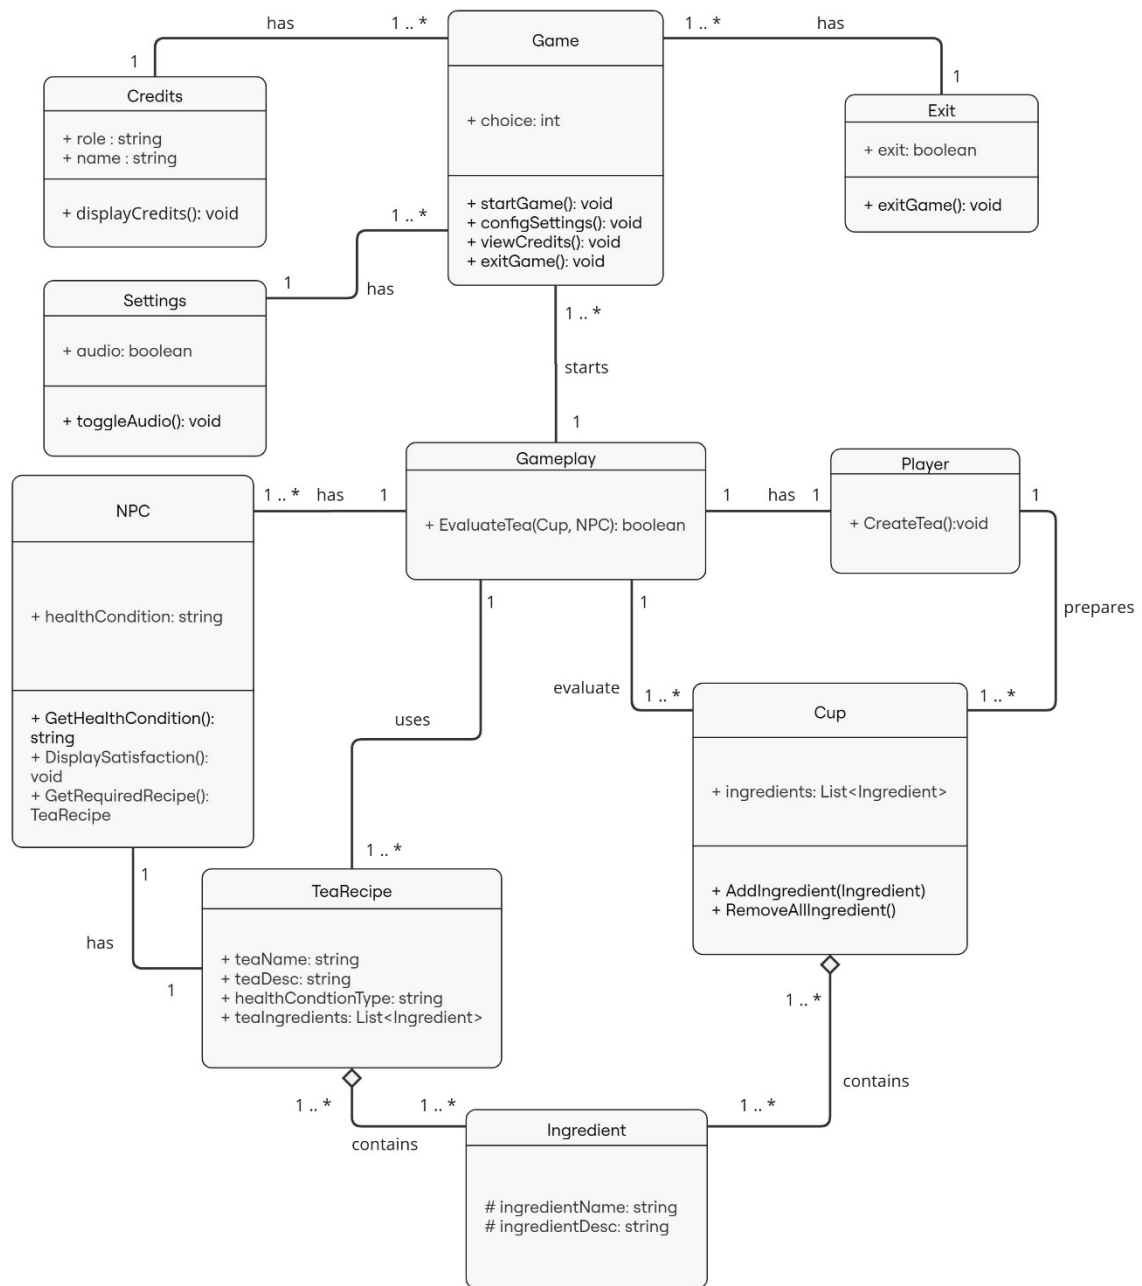 has
1 .. *
Game
1 .. *
has
1
1
Credits
+ role : string
+ name : string
+ displayCredits(): void
+ choice: int
Exit
+ exit: boolean
+ exitGame(): void
+ startGame(): void
+ configSettings(): void
+ viewCredits(): void
+ exitGame(): void
1 .. *
1
has
Settings
+ audio: boolean
+ toggleAudio(): void
1 .. *
starts
1
Gameplay
+ EvaluateTea(Cup, NPC): boolean
Player
+ CreateTea():void
NPC
+ healthCondition: string
+ GetHealthCondition():
string
+ DisplaySatisfaction():
void
+ GetRequiredRecipe():
TeaRecipe
1 .. *
has
1
1
has
1
1
prepares
1
1
evaluate
1 .. *
1 .. *
uses
Cup
+ ingredients: List<Ingredient>
+ AddIngredient(Ingredient)
+ RemoveAllIngredient()
1 .. *
1
has
1
TeaRecipe
+ teaName: string
+ teaDesc: string
+ healthCondtionType: string
+ teaIngredients: List<Ingredient>
1 .. *
contains
1 .. *
1 .. *
contains
1 .. *
Ingredient
# ingredientName: string
# ingredientDesc: string